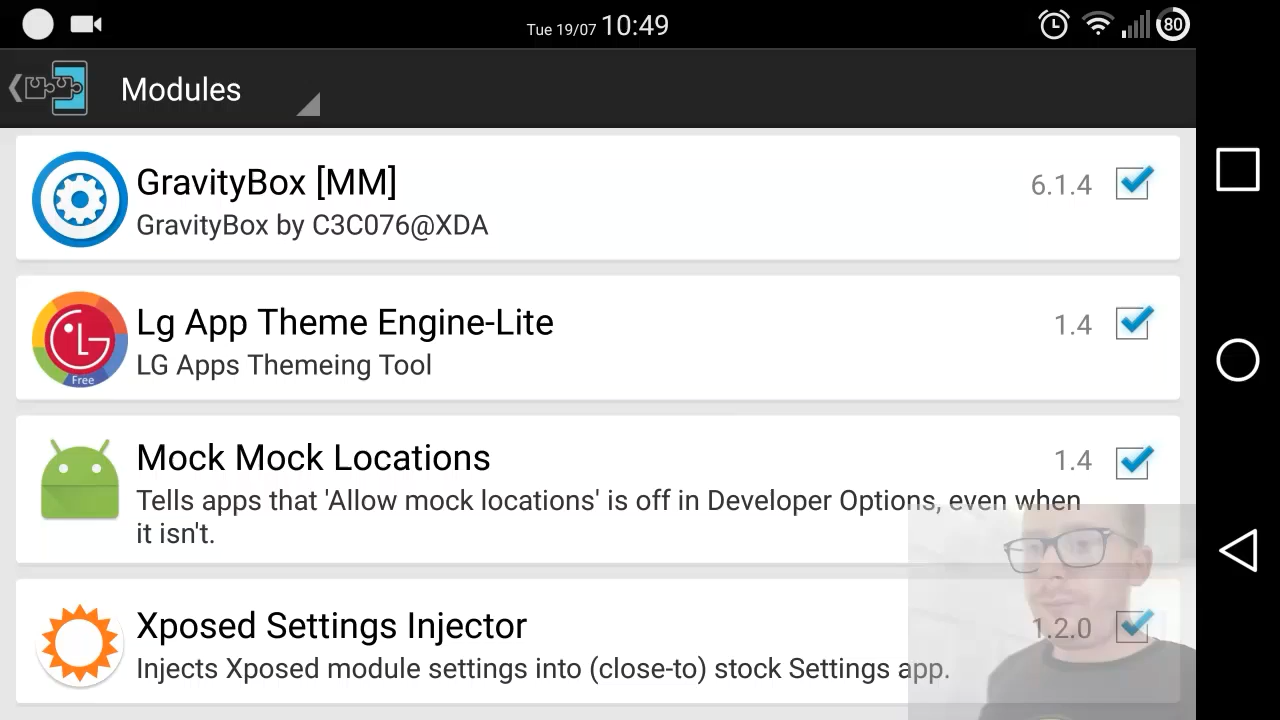 Tue 19/07 10:49
80
Modules
GravityBox [MM]
6.1.4
GravityBox by C3C076@XDA
Lg App Theme Engine-Lite
1.4
LG Apps Themeing Tool
Free
Mock Mock Locations
1.4
Tells apps that 'Allow mock locations' is off in Developer Options, even when
it isn't.
Xposed Settings Injector
1.2.0
Injects Xposed module settings into (close-to) stock Settings app.